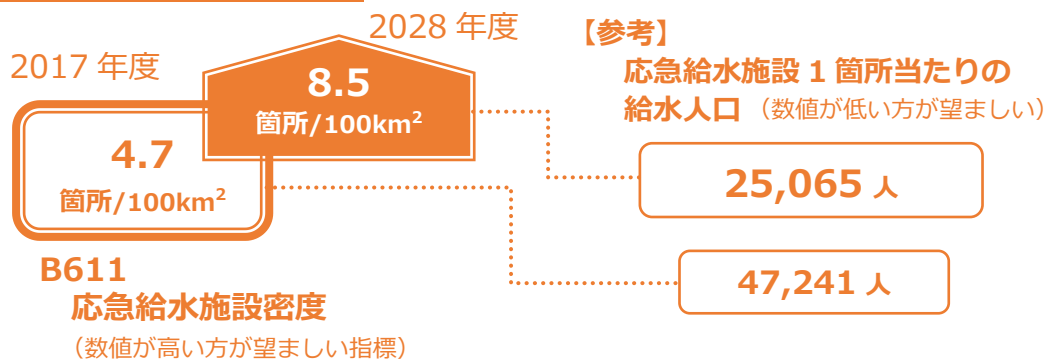 2017 年度
4.7
箇所/100km²
2028 年度
8.5
箇所/100km²
B611
応急給水施設密度
（数値が高い方が望ましい指標）
【参考】
応急給水施設 1 箇所当たりの
給水人口 （数値が低い方が望ましい）
25,065 人
47,241 人